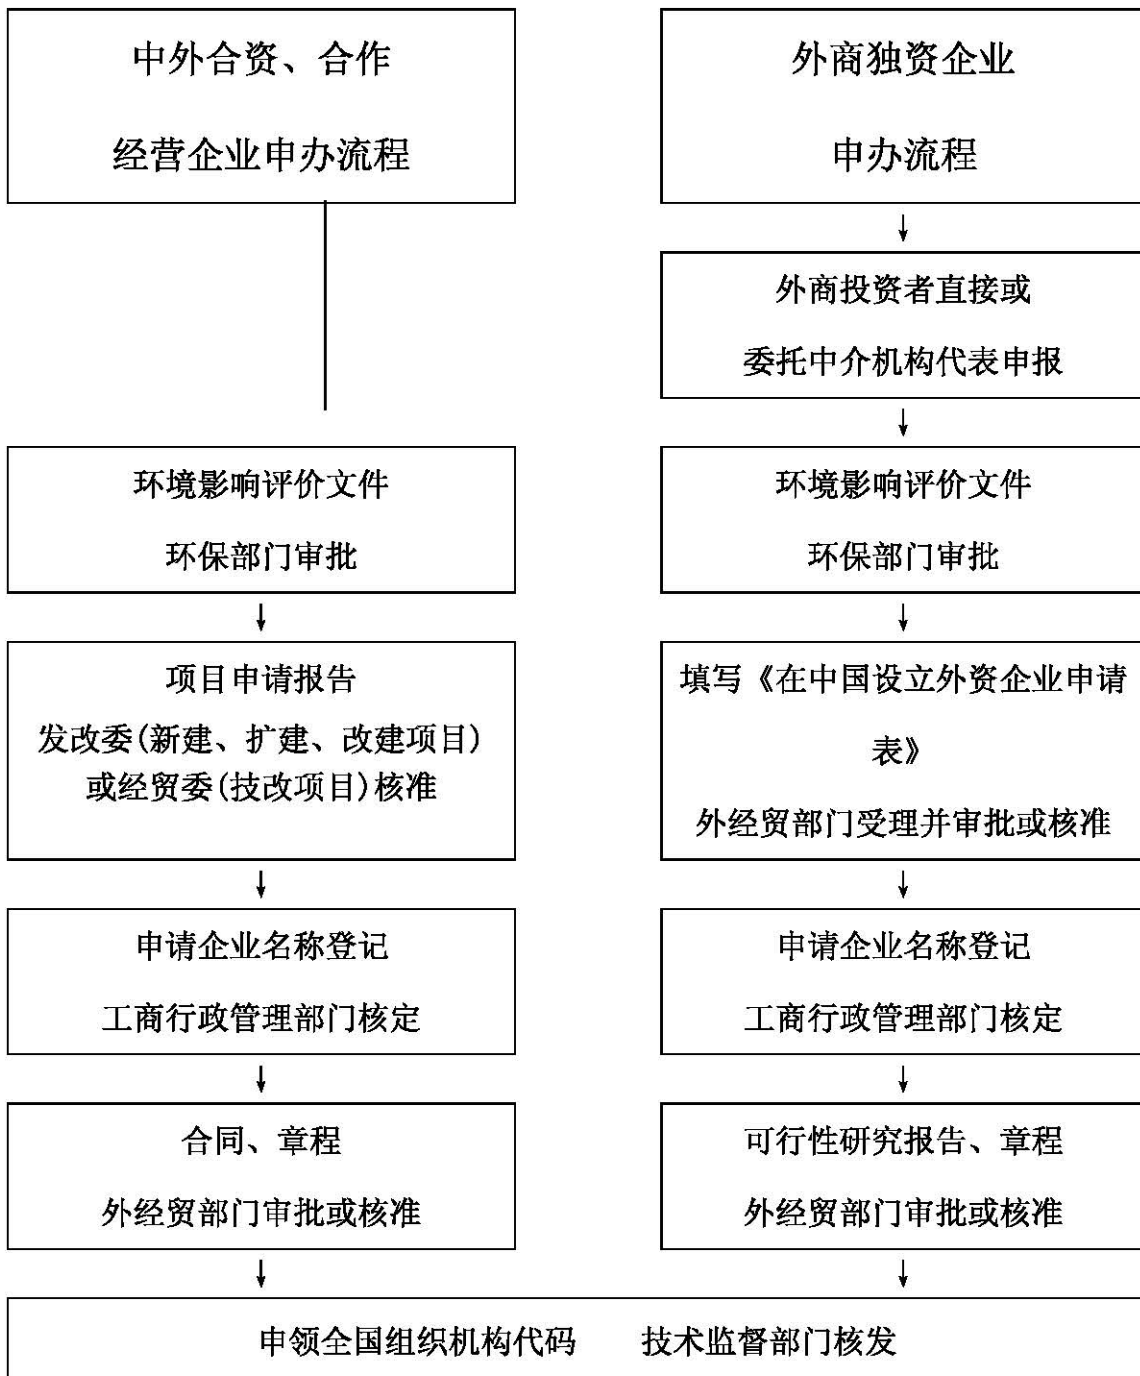 中外合资、合作
经营企业申办流程
外商独资企业
申办流程
外商投资者直接或
委托中介机构代表申报
环境影响评价文件
环保部门审批
环境影响评价文件
环保部门审批
项目申请报告
发改委(新建、扩建、改建项目)
或经贸委(技改项目)核准
填写《在中国设立外资企业申请
表》
外经贸部门受理并审批或核准
申请企业名称登记
工商行政管理部门核定
申请企业名称登记
工商行政管理部门核定
合同、章程
外经贸部门审批或核准
可行性研究报告、章程
外经贸部门审批或核准
申领全国组织机构代码 技术监督部门核发